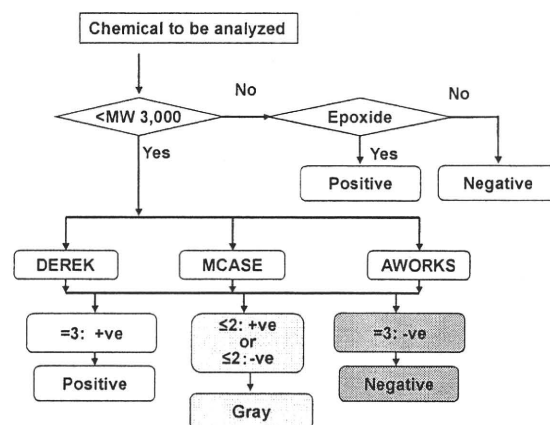 Chemical to be analyzed
No
No
<MW 3,000
Epoxide
Yes
Yes
Positive
Negative
DEREK
MCASE
AWORKS
=3: +ve
≤2: +ve
or
≤2:-ve
=3: -ve
Positive
Gray
Negative